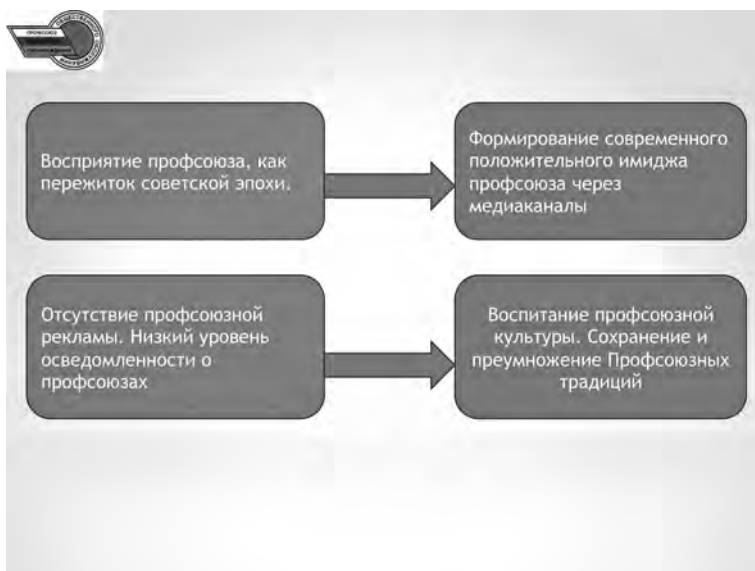 ПРОФСОЮЗ
Восприятие профсоюза, как
пережиток советской эпохи.
Формирование современного
положительного имиджа
профсоюза через
медиаканалы
Отсутствие профсоюзной
рекламы. Низкий уровень
осведомленности о
профсоюзах
Воспитание профсоюзной
культуры. Сохранение и
преумножение Профсоюзных
традиций